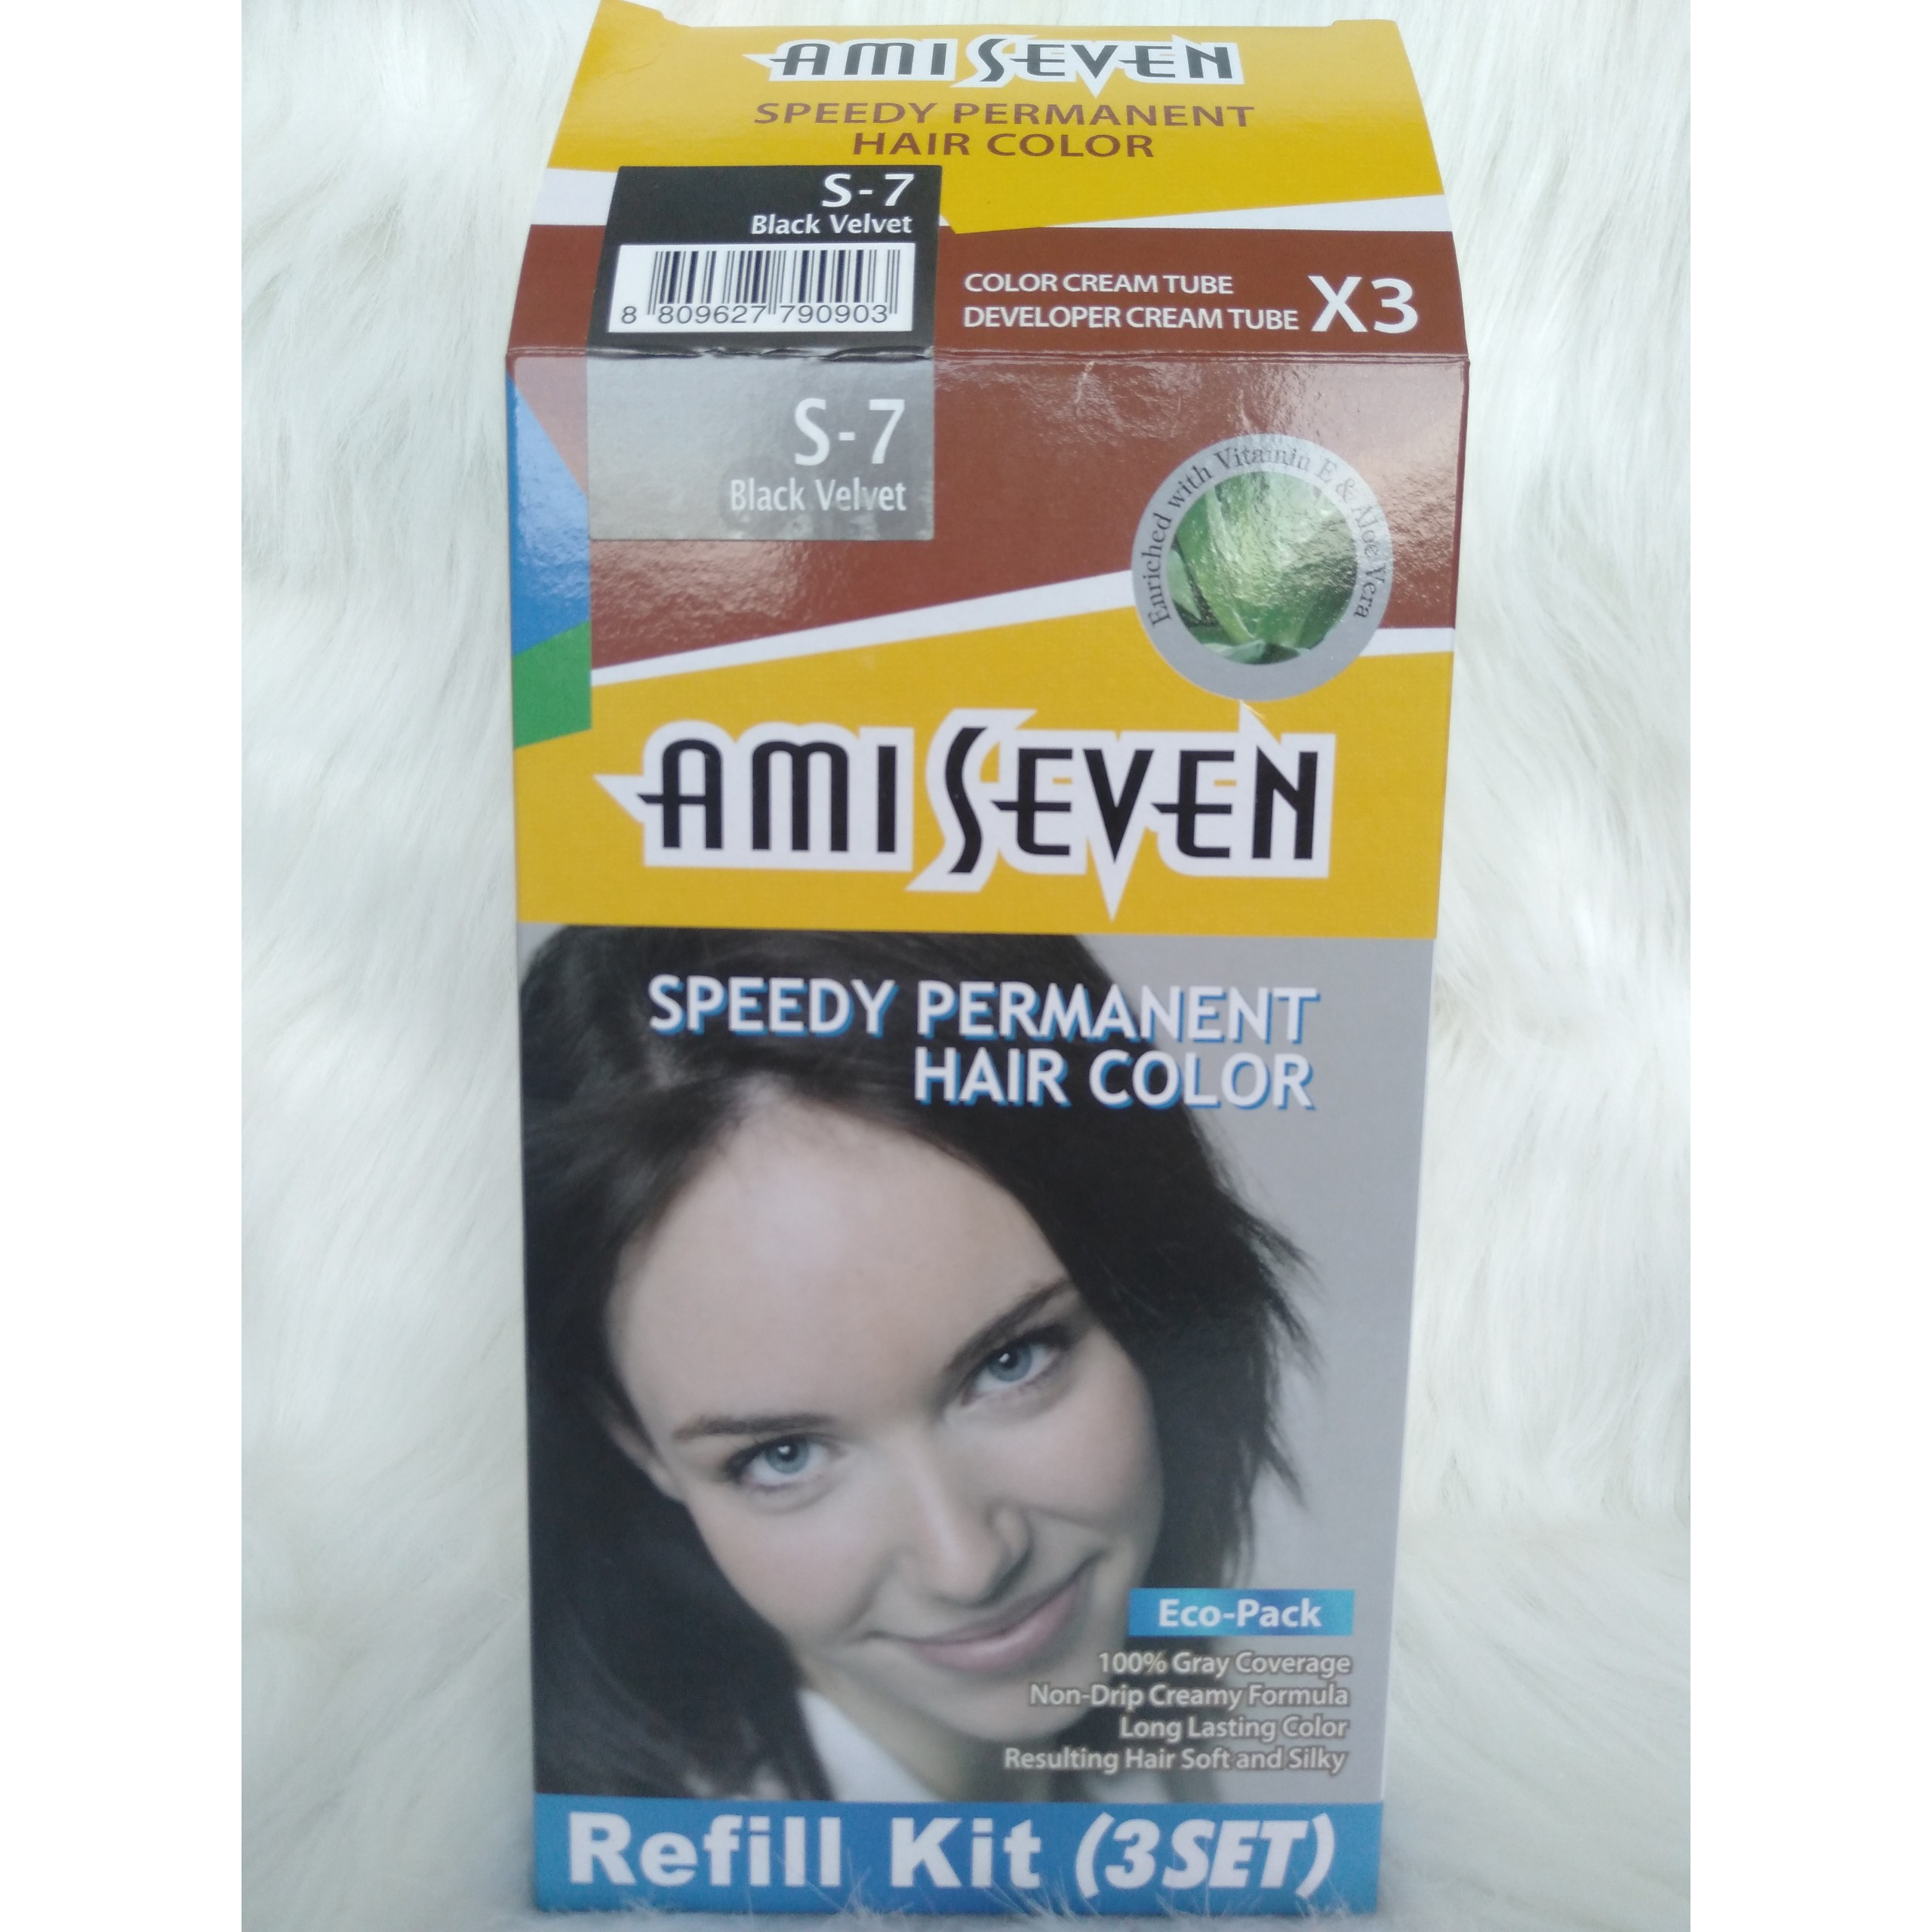 AMI SEVEN
SPEEDY PERMANENT
HAIR COLOR
S-7
Black Velvet
8 809627 790903
COLOR CREAM TUBE
DEVELOPER CREAM TUBE X3
S-7
Black Velvet
Enriched with Vitamin E & Aloe Vera
AMI SEVEN
SPEEDY PERMANENT
HAIR COLOR
Eco-Pack
100% Gray Coverage
Non-Drip Creamy Formula
Long Lasting Color
Resulting Hair Soft and Silky
Refill Kit (3SET)